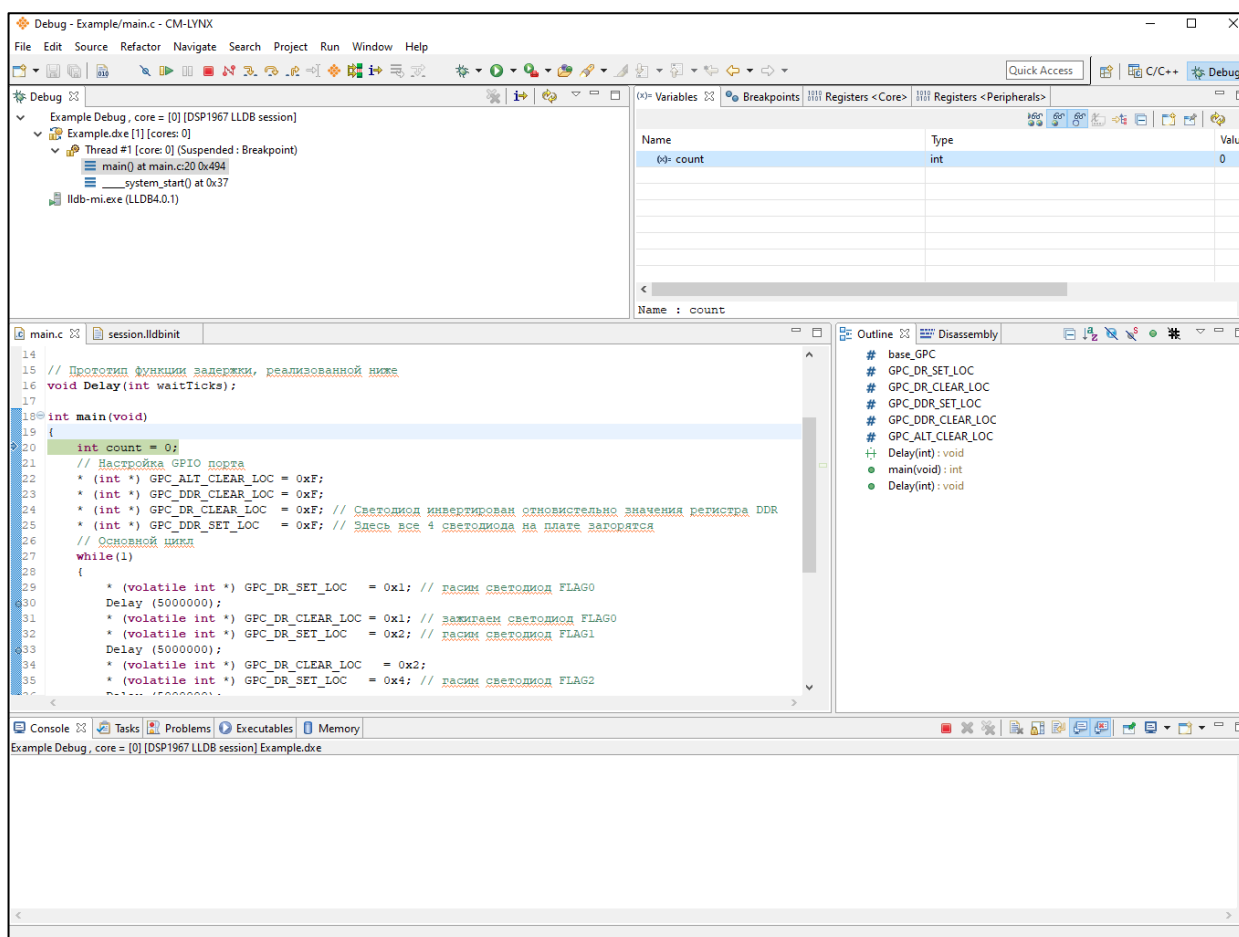 Debug - Example/main.c - CM-LYNX
File Edit Source Refactor Navigate Search Project Run Window Help
Quick Access C/C++ Debug
Debug
Example Debug , core = [0] [DSP1967 LLDB session]
Example.dxe [1] [cores: 0]
Thread #1 [core: 0] (Suspended : Breakpoint)
main() at main.c:20 0x494
____system_start() at 0x37
lldb-mi.exe (LLDB4.0.1)
(x)= Variables Breakpoints Registers <Core> Registers <Peripherals>
Name Type Valu
(x)= count int 0
Name : count
main.c session.lldbinit
14
15 // Прототип функции задержки, реализованной ниже
16 void Delay(int waitTicks);
17
18 int main(void)
19 {
20 int count = 0;
21 // Настройка GPIO порта
22 * (int *) GPC_ALT_CLEAR_LOC = 0xF;
23 * (int *) GPC_DDR_CLEAR_LOC = 0xF;
24 * (int *) GPC_DR_CLEAR_LOC = 0xF; // Светодиод инвертирован отновистельно значения регистра DDR
25 * (int *) GPC_DDR_SET_LOC = 0xF; // Здесь все 4 светодиода на плате загорятся
26 // Основной цикл
27 while(1)
28 {
29 * (volatile int *) GPC_DR_SET_LOC = 0x1; // гасим светодиод FLAG0
30 Delay (5000000);
31 * (volatile int *) GPC_DR_CLEAR_LOC = 0x1; // зажигаем светодиод FLAG0
32 * (volatile int *) GPC_DR_SET_LOC = 0x2; // гасим светодиод FLAG1
33 Delay (5000000);
34 * (volatile int *) GPC_DR_CLEAR_LOC = 0x2;
35 * (volatile int *) GPC_DR_SET_LOC = 0x4; // гасим светодиод FLAG2
Outline Disassembly
# base_GPC
# GPC_DR_SET_LOC
# GPC_DR_CLEAR_LOC
# GPC_DDR_SET_LOC
# GPC_DDR_CLEAR_LOC
# GPC_ALT_CLEAR_LOC
Delay(int) : void
main(void) : int
Delay(int) : void
Console Tasks Problems Executables Memory
Example Debug , core = [0] [DSP1967 LLDB session] Example.dxe